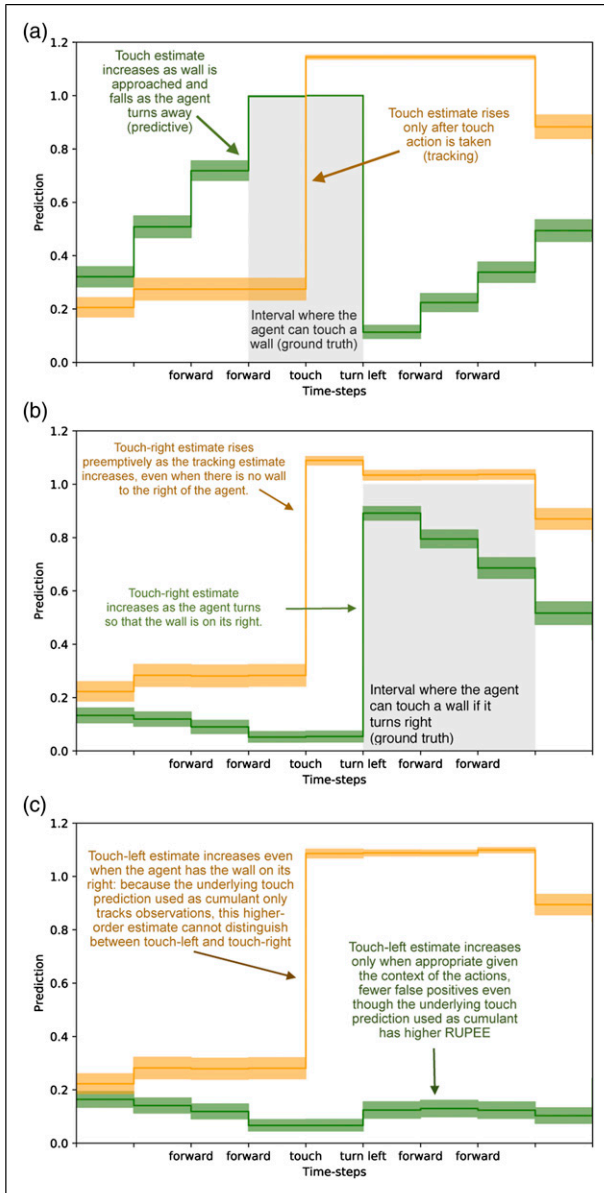 (a)
1.2
1.0
0.8
0.6
0.4
0.2
0.0
Prediction
Touch estimate
increases as wall is
approached and
falls as the agent
turns away
(predictive)
Touch estimate rises
only after touch
action is taken
(tracking)
Interval where the
agent can touch a
wall (ground truth)
forward forward touch turn left forward forward
Time-steps
(b)
1.2
1.0
0.8
0.6
0.4
0.2
0.0
Prediction
Touch-right estimate rises
preemptively as the tracking estimate
increases, even when there is no wall
to the right of the agent.
Touch-right estimate
increases as the agent turns
so that the wall is on its right.
Interval where the agent
can touch a wall if it
turns right
(ground truth)
forward forward touch turn left forward forward
Time-steps
(c)
1.2
1.0
0.8
0.6
0.4
0.2
0.0
Prediction
Touch-left estimate increases even
when the agent has the wall on its
right: because the underlying touch
prediction used as cumulant only
tracks observations, this higher-
order estimate cannot distinguish
between touch-left and touch-right
Touch-left estimate increases
only when appropriate given
the context of the actions,
fewer false positives even
though the underlying touch
prediction used as cumulant
has higher RUPEE
forward forward touch turn left forward forward
Time-steps